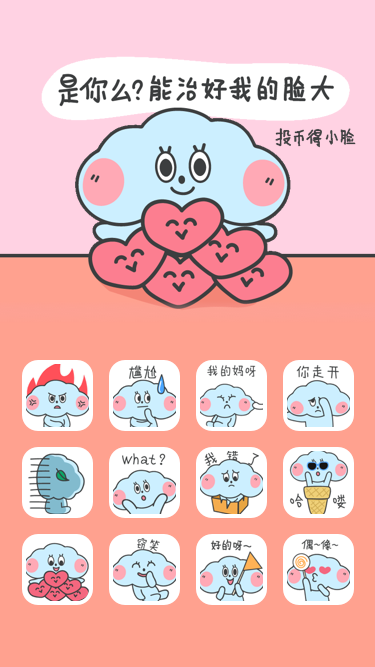 是你么?能治好我的脸大
投币得小脸
尴尬
我的妈呀
你走开
what?
我错了
哈喽
窃笑
好的呀~
偶~像~